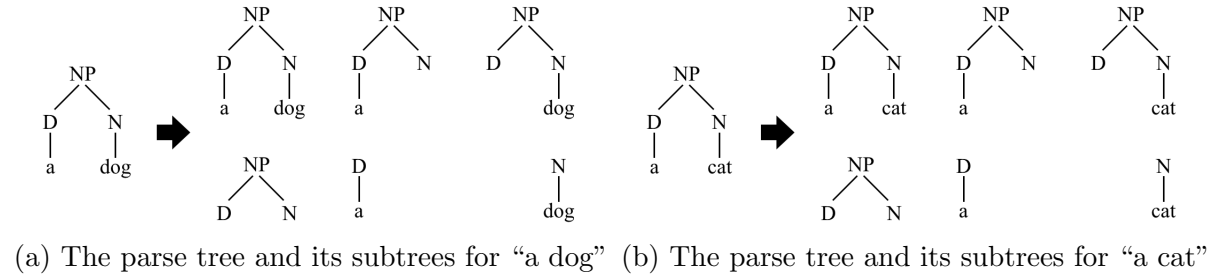 NP NP NP NP NP NP
D N D N D N D N D N D N
NP NP
a dog a dog a cat a cat
D N D N
a dog a cat
NP D N NP D N
D N a dog D N a cat
(a) The parse tree and its subtrees for “a dog” (b) The parse tree and its subtrees for “a cat”